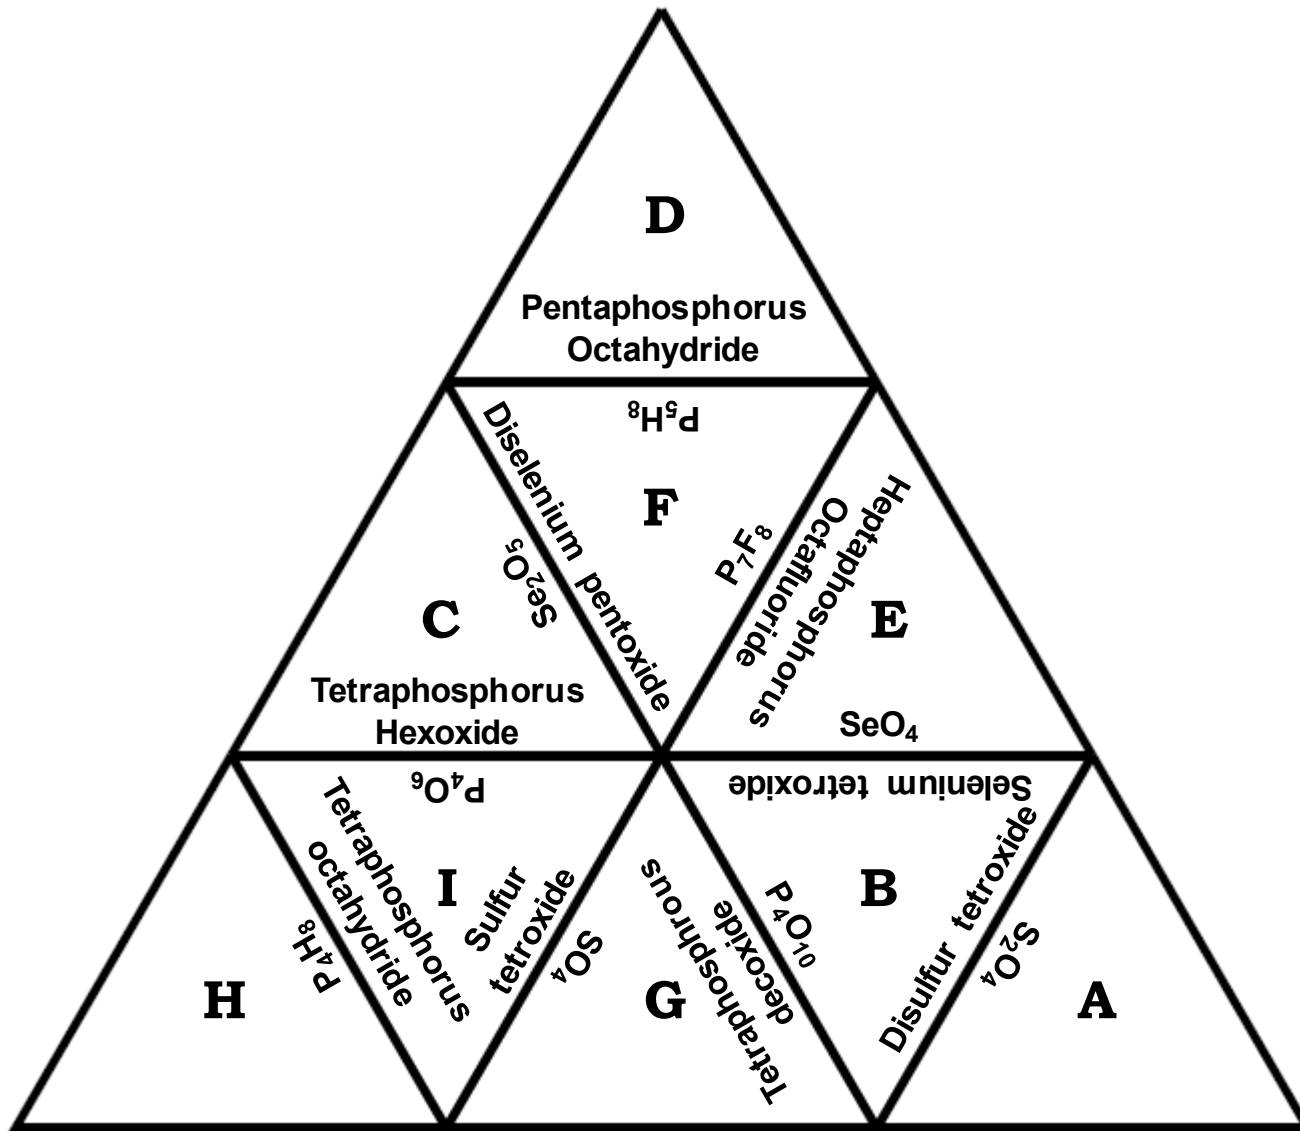 D
Pentaphosphorus
Octahydride
P₅H₈
Diselenium pentoxide
F
P₇F₈
Heptaphosphorus
Octafluoride
Se₂O₅
C
E
Tetraphosphorus
Hexoxide
SeO₄
P₄O₆
Selenium tetroxide
Tetraphosphorus
octahydride
I
Sulfur
tetroxide
Tetraphosphrous
decoxide
P₄O₁₀
B
Disulfur tetroxide
P₄H₈
SO₄
S₂O₄
H
G
A